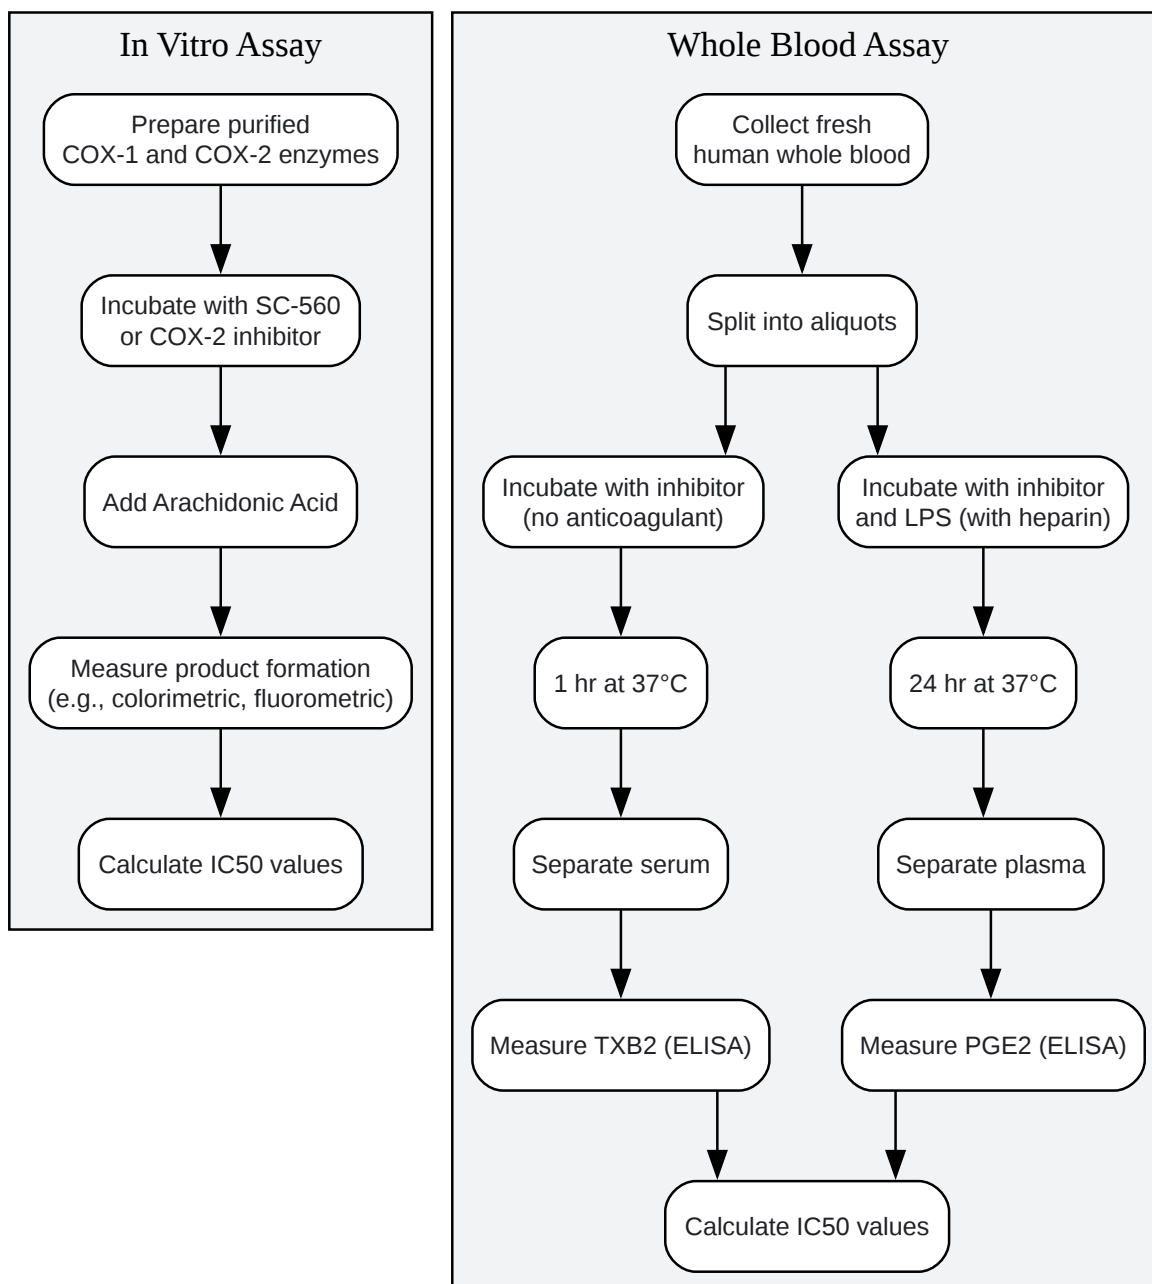 In Vitro Assay
Prepare purified
COX-1 and COX-2 enzymes
Incubate with SC-560
or COX-2 inhibitor
Add Arachidonic Acid
Measure product formation
(e.g., colorimetric, fluorometric)
Calculate IC50 values
Whole Blood Assay
Collect fresh
human whole blood
Split into aliquots
Incubate with inhibitor
(no anticoagulant)
1 hr at 37°C
Separate serum
Measure TXB2 (ELISA)
Incubate with inhibitor
and LPS (with heparin)
24 hr at 37°C
Separate plasma
Measure PGE2 (ELISA)
Calculate IC50 values